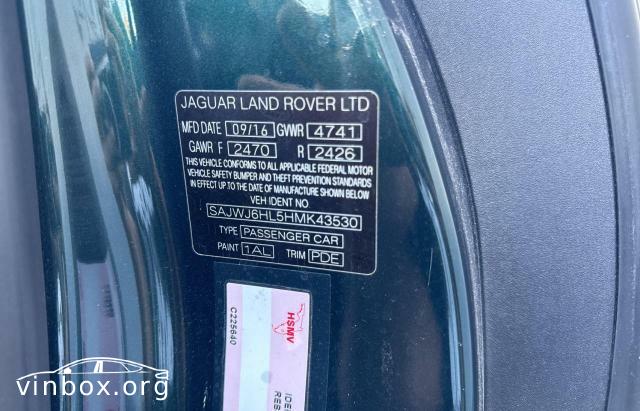 JAGUAR LAND ROVER LTD
MFD DATE 09/16 GVWR 4741
GAWR F 2470 R 2426
THIS VEHICLE CONFORMS TO ALL APPLICABLE FEDERAL MOTOR
VEHICLE SAFETY BUMPER AND THEFT PREVENTION STANDARDS
IN EFFECT UP TO THE DATE OF MANUFACTURE SHOWN BELOW
VEH IDENT NO
SAJWJ6HL5HMK43530
TYPE PASSENGER CAR
PAINT 1AL TRIM PDE
C225640
HSMV
vinbox.org